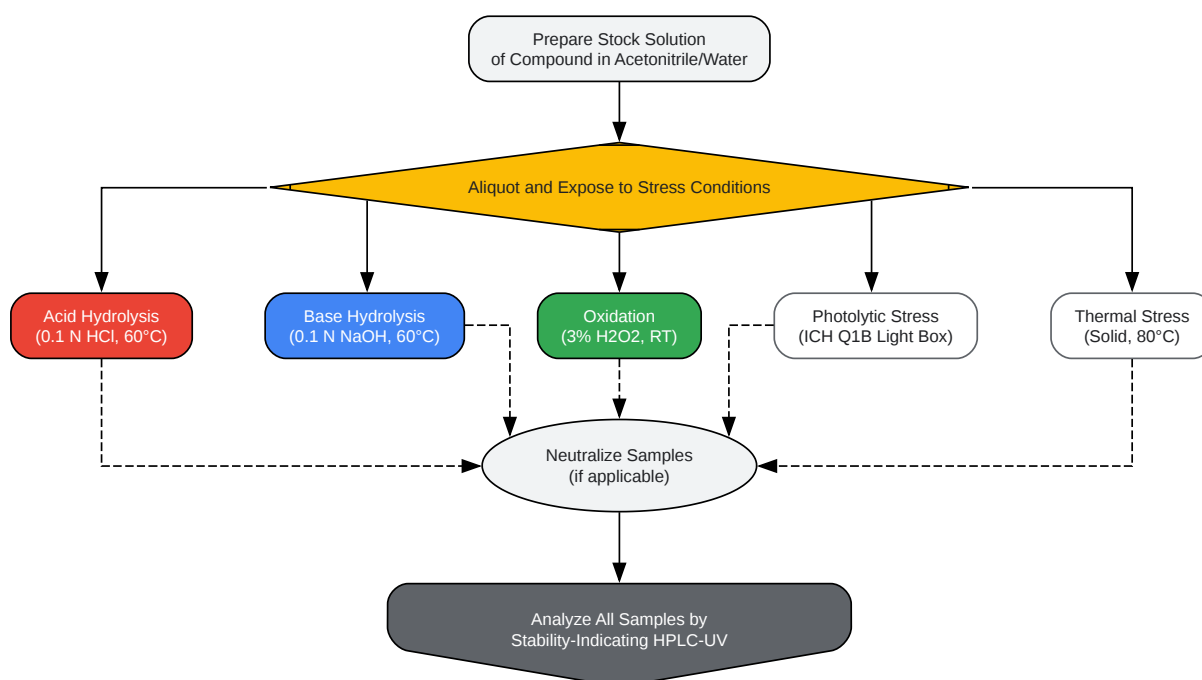 Prepare Stock Solution
of Compound in Acetonitrile/Water
Aliquot and Expose to Stress Conditions
Acid Hydrolysis
(0.1 N HCl, 60°C)
Base Hydrolysis
(0.1 N NaOH, 60°C)
Oxidation
(3% H2O2, RT)
Photolytic Stress
(ICH Q1B Light Box)
Thermal Stress
(Solid, 80°C)
Neutralize Samples
(if applicable)
Analyze All Samples by
Stability-Indicating HPLC-UV